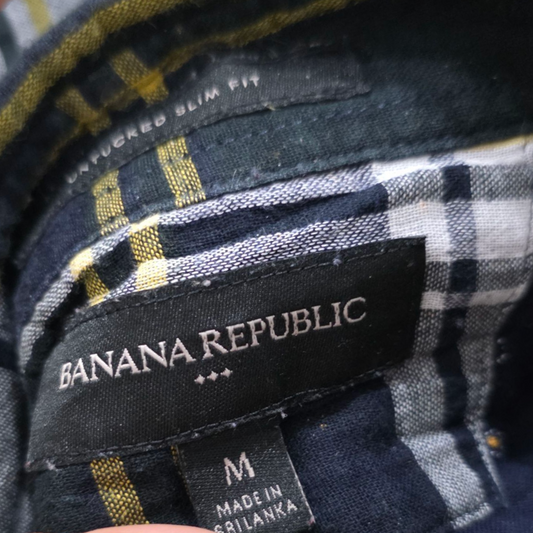 UNTUCKED SLIM FIT
BANANA REPUBLIC
M
MADE IN
SRI LANKA